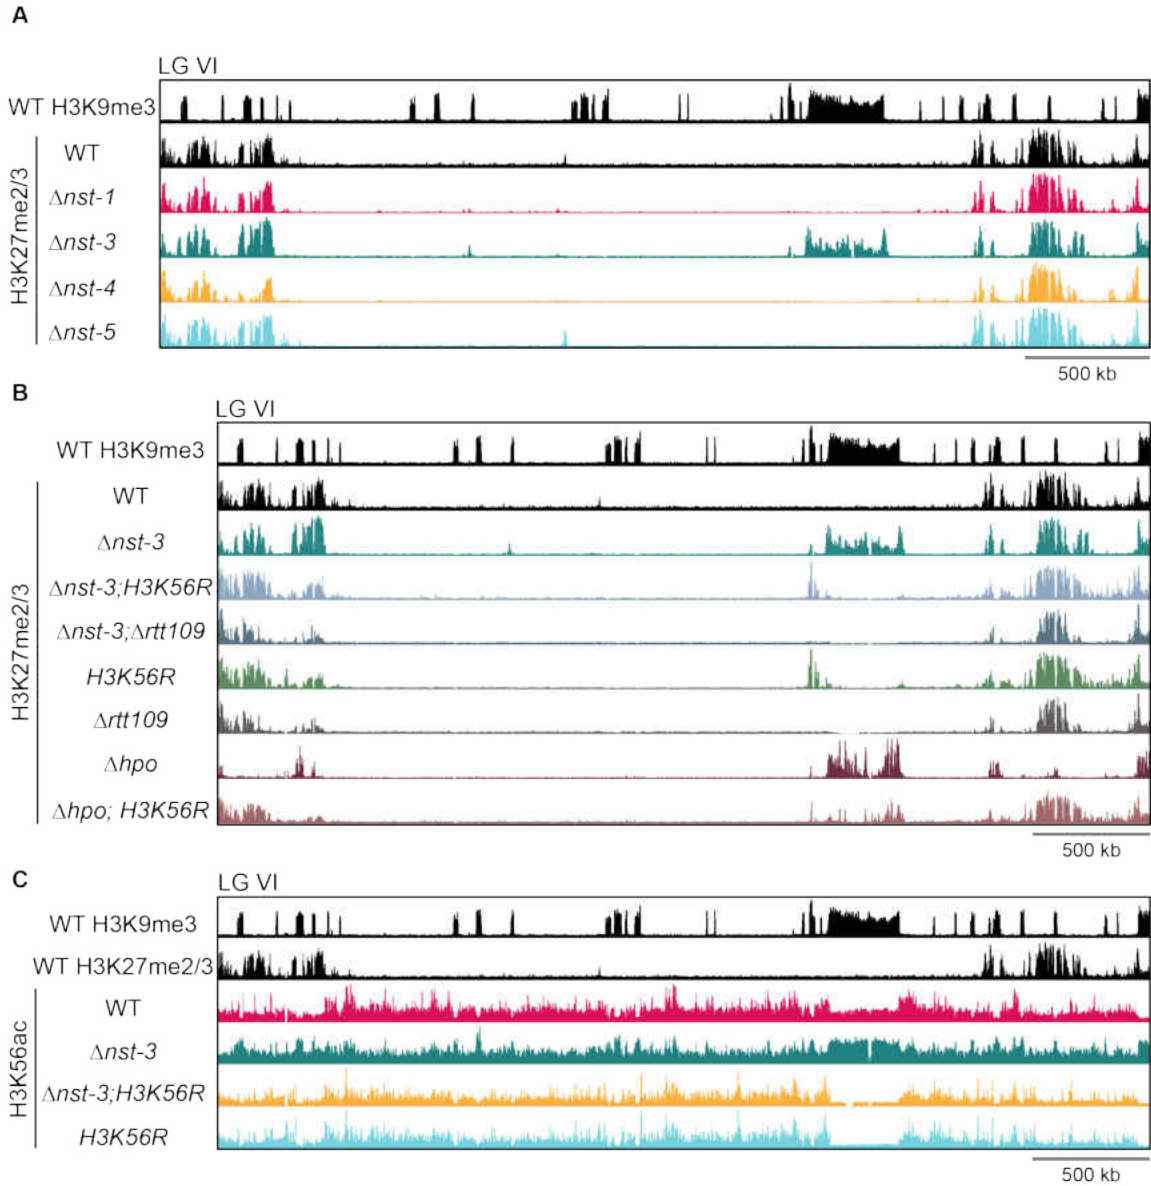 A
LG VI
WT H3K9me3
H3K27me2/3
WT
Δnst-1
Δnst-3
Δnst-4
Δnst-5
500 kb
B
LG VI
WT H3K9me3
H3K27me2/3
WT
Δnst-3
Δnst-3;H3K56R
Δnst-3;Δrtt109
H3K56R
Δrtt109
Δhpo
Δhpo; H3K56R
500 kb
C
LG VI
WT H3K9me3
WT H3K27me2/3
H3K56ac
WT
Δnst-3
Δnst-3;H3K56R
H3K56R
500 kb